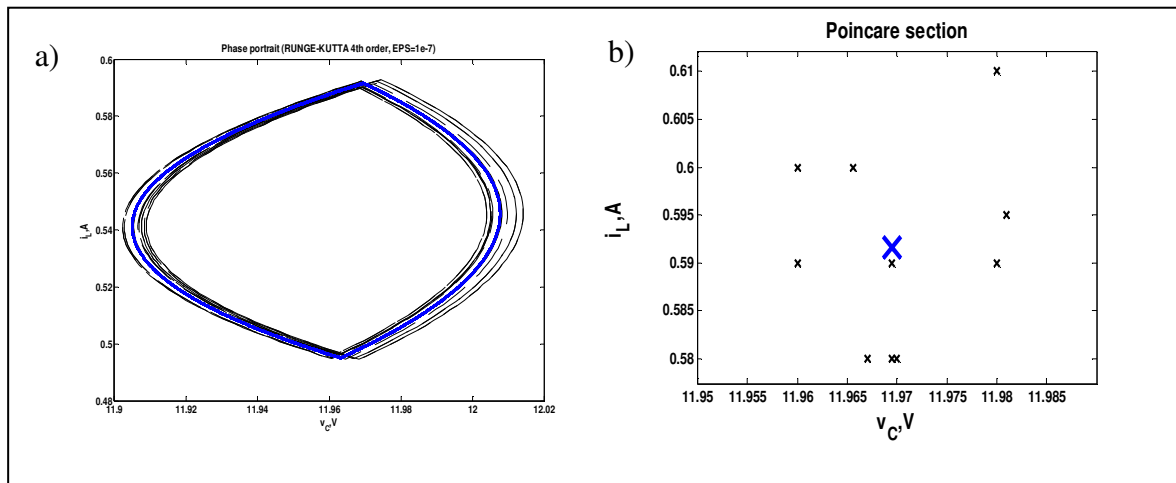 a)
Phase portrait (RUNGE-KUTTA 4th order, EPS=1e-7)
0.6
0.58
0.56
0.54
0.52
0.5
0.48
i_L,A
11.9 11.92 11.94 11.96 11.98 12 12.02
v_C,V
b)
Poincare section
0.61
0.605
0.6
0.595
0.59
0.585
0.58
i_L,A
11.95 11.955 11.96 11.965 11.97 11.975 11.98 11.985
v_C,V